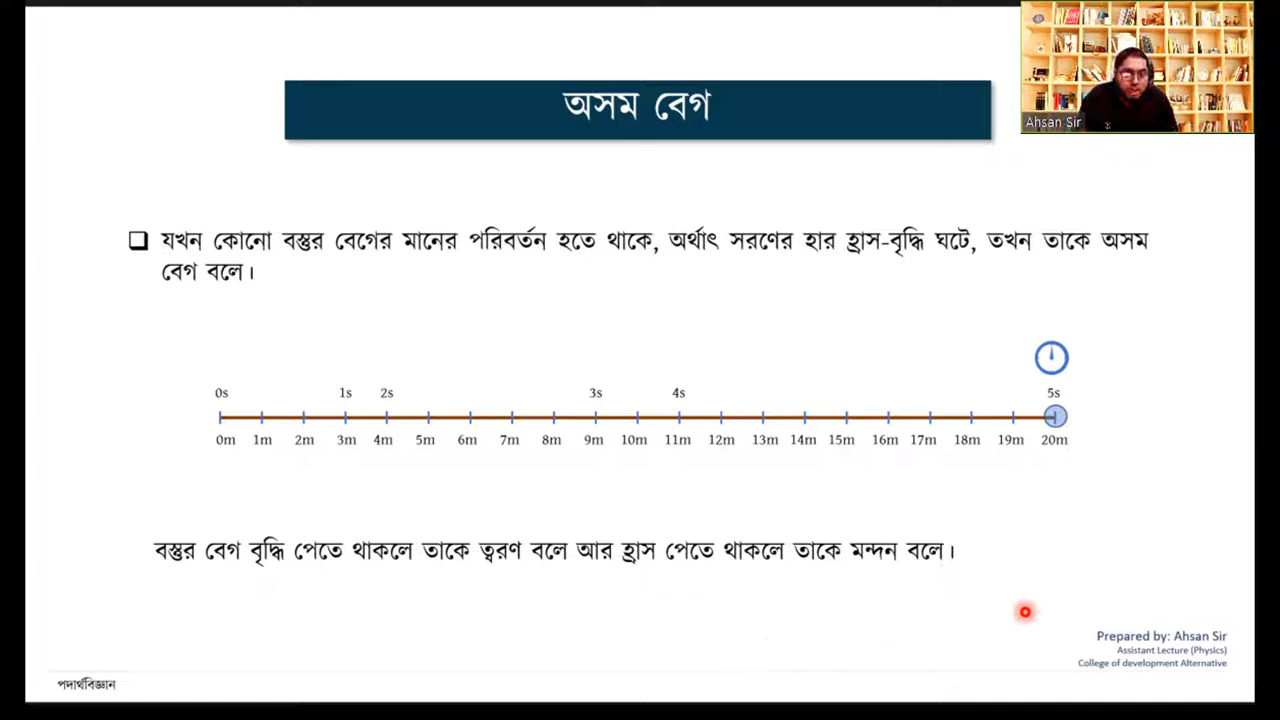 Ahsan Sir
অসম বেগ
❑ যখন কোনো বস্তুর বেগের মানের পরিবর্তন হতে থাকে, অর্থাৎ সরণের হার হ্রাস-বৃদ্ধি ঘটে, তখন তাকে অসম
বেগ বলে।
0s 1s 2s 3s 4s 5s
0m 1m 2m 3m 4m 5m 6m 7m 8m 9m 10m 11m 12m 13m 14m 15m 16m 17m 18m 19m 20m
বস্তুর বেগ বৃদ্ধি পেতে থাকলে তাকে ত্বরণ বলে আর হ্রাস পেতে থাকলে তাকে মন্দন বলে।
Prepared by: Ahsan Sir
Assistant Lecture (Physics)
College of development Alternative
পদার্থবিজ্ঞান